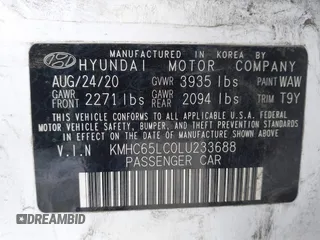 MANUFACTURED IN KOREA BY
HYUNDAI MOTOR COMPANY
AUG/24/20 GVWR 3935 lbs PAINT WAW
GAWR FRONT 2271 lbs GAWR REAR 2094 lbs TRIM T9Y
THIS VEHICLE CONFORMS TO ALL APPLICABLE
U.S. FEDERAL MOTOR VEHICLE SAFETY, BUMPER, AND
THEFT PREVENTION STANDARDS IN EFFECT ON
THE DATE OF MANUFACTURE SHOWN ABOVE.
V.I.N KMHC65LC0LU233688
PASSENGER CAR
@DREAMBID